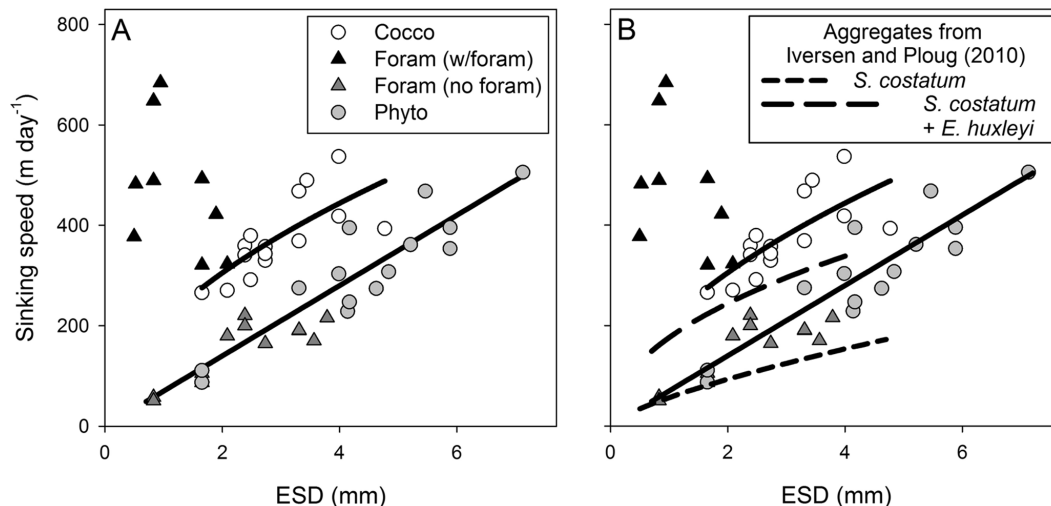 A
Cocco
Foram (w/foram)
Foram (no foram)
Phyto
Sinking speed (m day-1)
800
600
400
200
0
0 2 4 6
ESD (mm)
B
Aggregates from
Iversen and Ploug (2010)
S. costatum
S. costatum
+ E. huxleyi
0 2 4 6
ESD (mm)